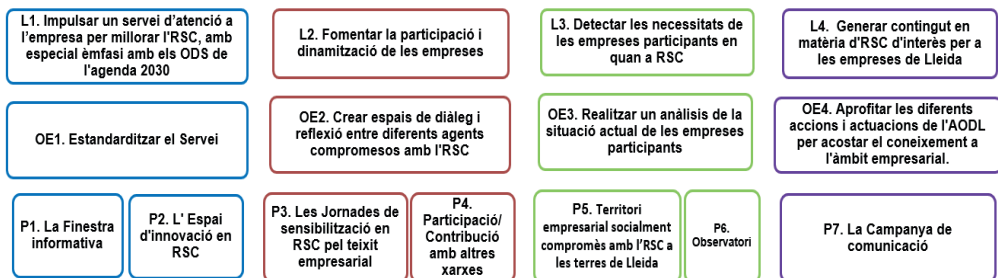 L1. Impulsar un servei d'atenció a
l'empresa per millorar l'RSC, amb
especial èmfasi amb els ODS de
l'agenda 2030
L2. Fomentar la participació i
dinamització de les empreses
L3. Detectar les necessitats de
les empreses participants en
quan a RSC
L4. Generar contingut en
matèria d'RSC d'interès per a
les empreses de Lleida
OE1. Estandarditzar el Servei
OE2. Crear espais de diàleg i
reflexió entre diferents agents
compromesos amb l'RSC
OE3. Realitzar un anàlisis de la
situació actual de les empreses
participants
OE4. Aprofitar les diferents
accions i actuacions de l'AODL
per acostar el coneixement a
l'àmbit empresarial.
P1. La Finestra
informativa
P2. L' Espai
d'innovació en
RSC
P3. Les Jornades de
sensibilització en
RSC pel teixit
empresarial
P4.
Participació/
Contribució
amb altres
xarxes
P5. Territori
empresarial socialment
compromès amb l'RSC a
les terres de Lleida
P6.
Observatori
P7. La Campanya de
comunicació